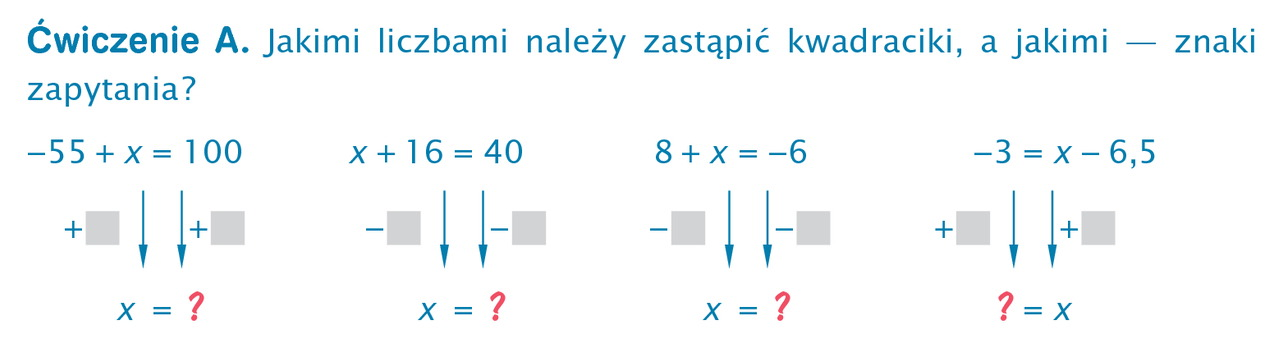 Ćwiczenie A. Jakimi liczbami należy zastąpić kwadraciki, a jakimi — znaki
zapytania?
−55 + x = 100 x + 16 = 40 8 + x = −6 −3 = x − 6,5
+ + − − − − + +
x = ? x = ? x = ? ? = x